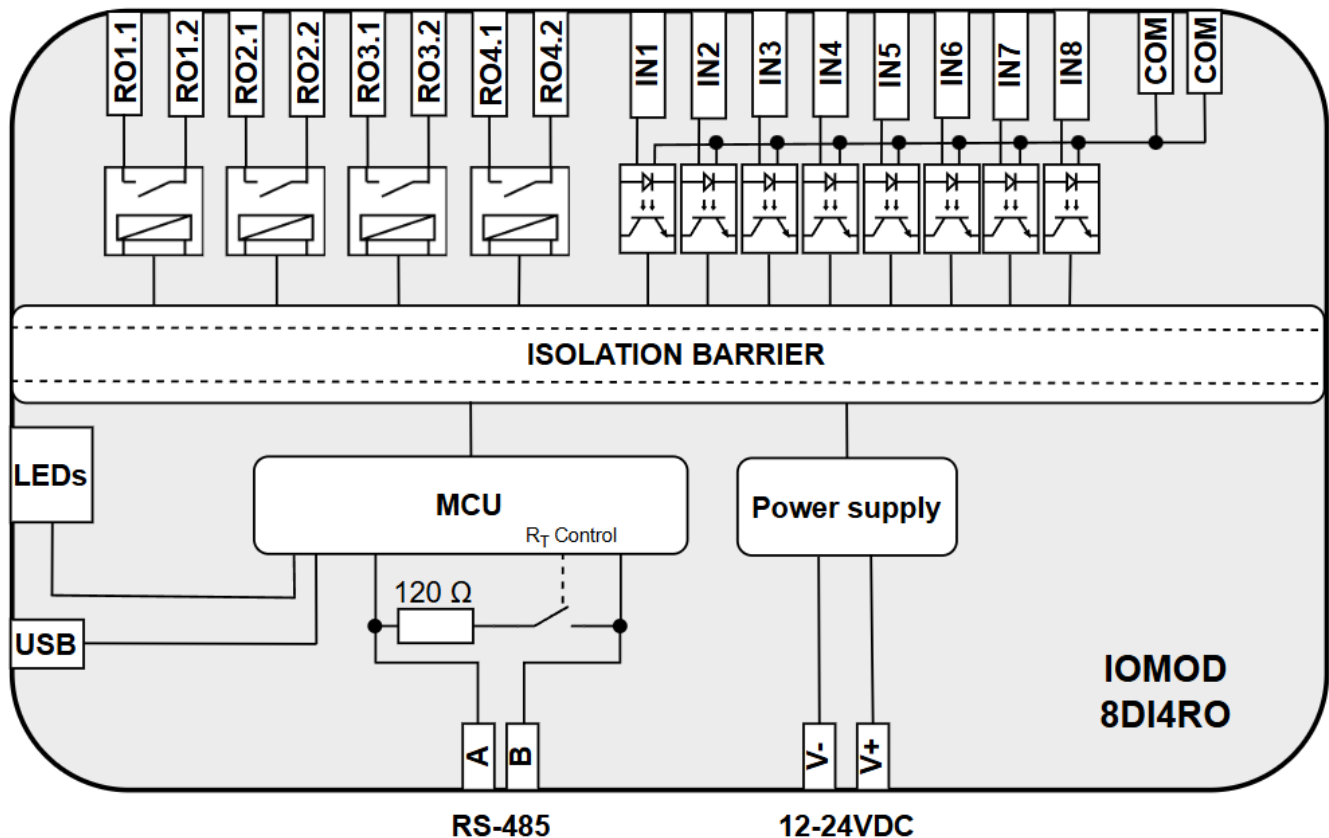 RO1.1
RO1.2
RO2.1
RO2.2
RO3.1
RO3.2
RO4.1
RO4.2
IN1
IN2
IN3
IN4
IN5
IN6
IN7
IN8
COM
COM
ISOLATION BARRIER
LEDs
MCU
R_T Control
Power supply
120 Ω
USB
IOMOD
8DI4RO
A
B
V-
V+
RS-485
12-24VDC